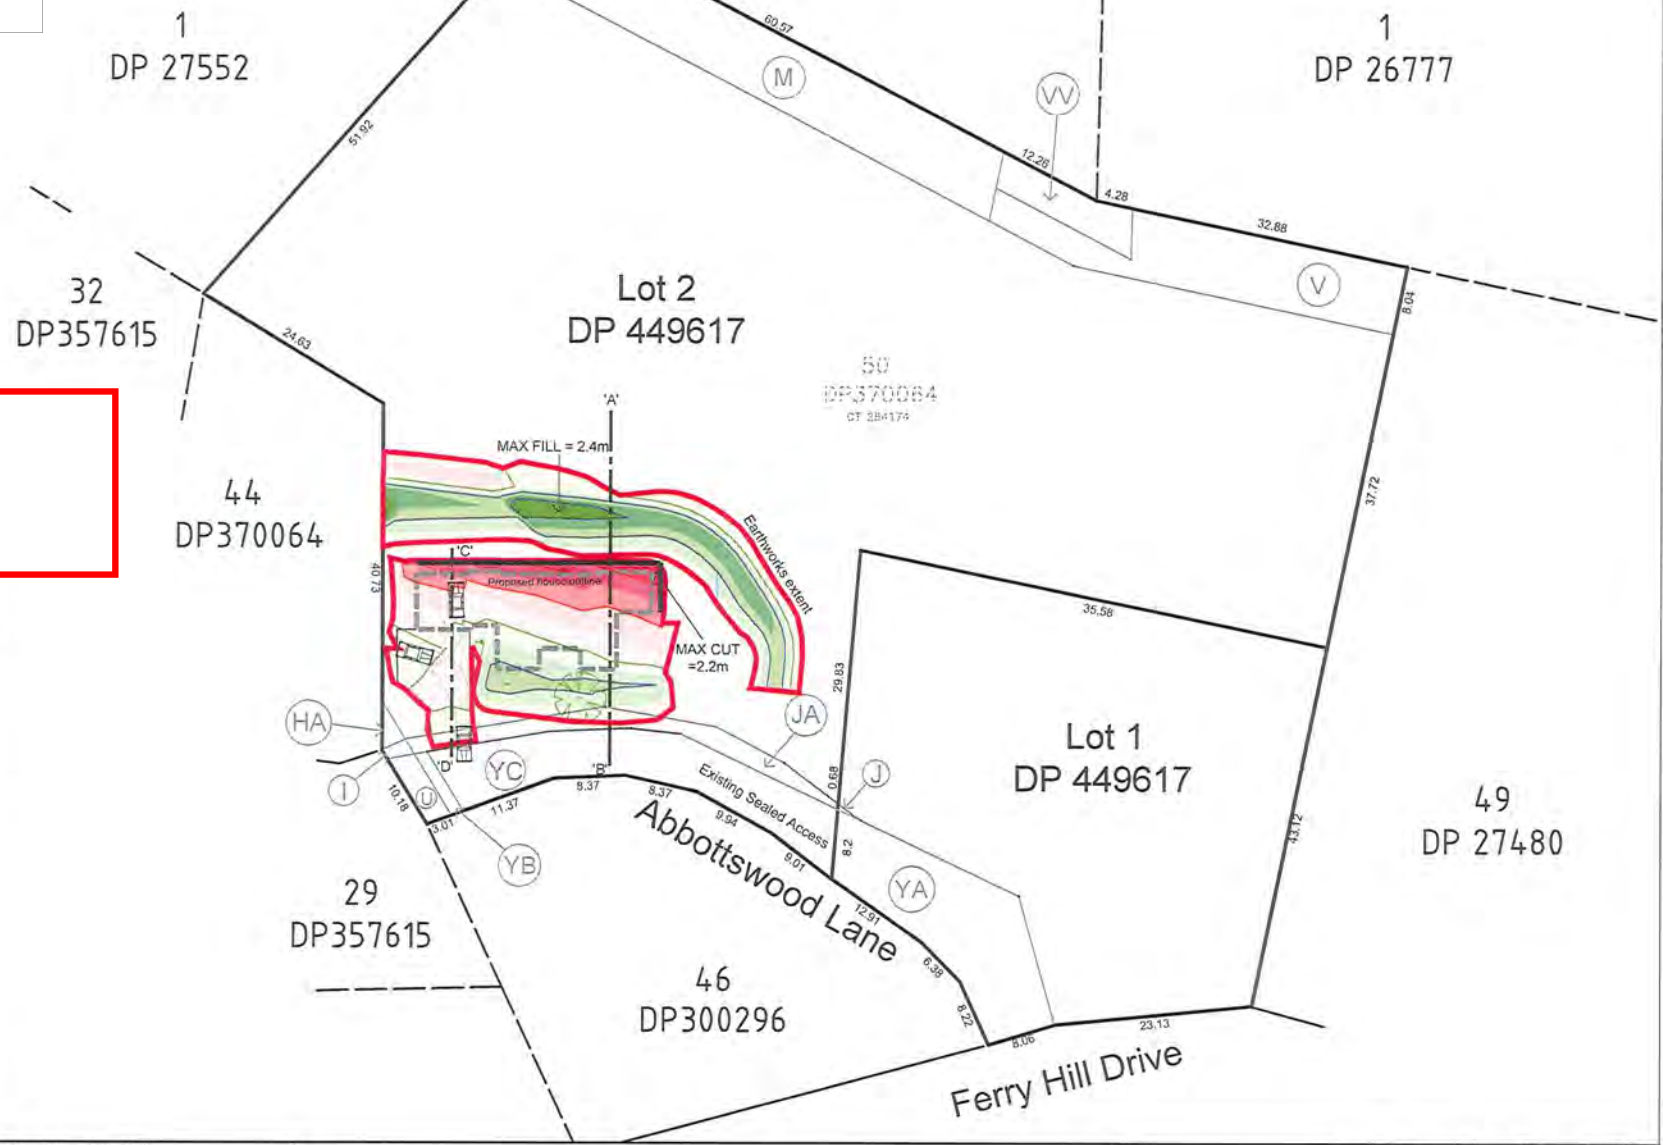 1
DP 27552
60.57
M
VV
1
DP 26777
51.92
12.26
4.28
32.88
V
8.04
32
DP357615
24.63
Lot 2
DP 449617
50
DP370064
CT 284174
'A'
MAX FILL = 2.4m
44
DP370064
37.72
Earthworks extent
'C'
40.73
Proposed house outline
35.58
MAX CUT
=2.2m
29.83
HA
JA
Lot 1
DP 449617
I
'D'
YC
'B'
0.68
J
10.18
U
3.01
11.37
8.37
8.37
Existing Sealed Access
9.94
9.01
8.2
43.12
49
DP 27480
YB
Abbottswood Lane
YA
12.91
29
DP357615
6.38
46
DP300296
8.22
8.06
23.13
Ferry Hill Drive